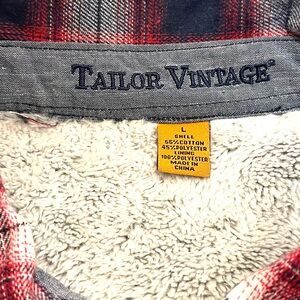 TAILOR VINTAGE®
L
SHELL
55%COTTON
45%POLYESTER
LINING
100%POLYESTER
MADE IN
CHINA